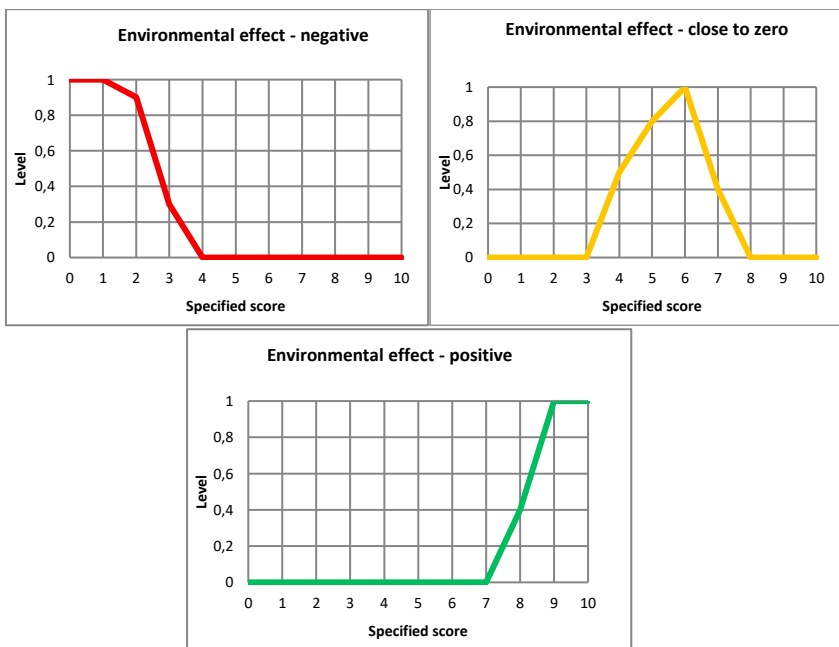 Environmental effect - negative
1
0,8
0,6
0,4
0,2
0
Level
0 1 2 3 4 5 6 7 8 9 10
Specified score
Environmental effect - close to zero
1
0,8
0,6
0,4
0,2
0
Level
0 1 2 3 4 5 6 7 8 9 10
Specified score
Environmental effect - positive
1
0,8
0,6
0,4
0,2
0
Level
0 1 2 3 4 5 6 7 8 9 10
Specified score